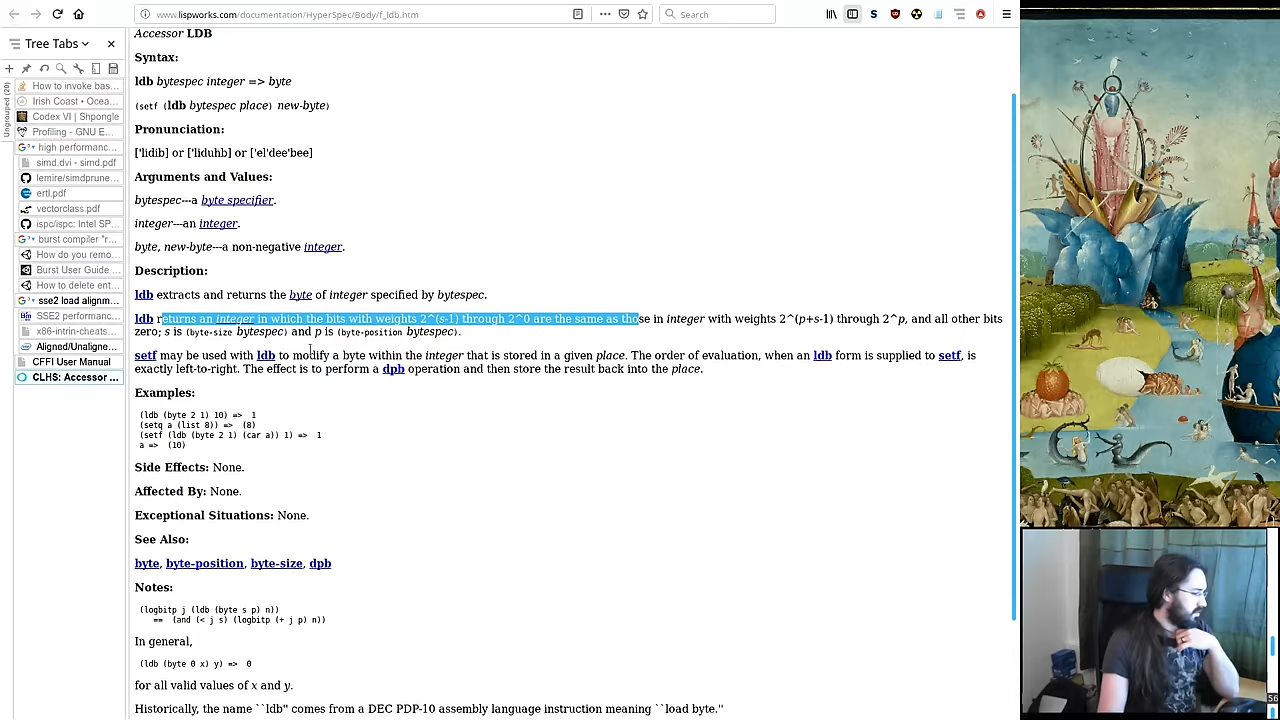 www.lispworks.com/documentation/HyperSpec/Body/f_ldb.htm
Search
Tree Tabs
Ungrouped (20)
How to invoke bas…
Irish Coast • Ocea…
Codex VI | Shpongle
Profiling - GNU E…
high performanc…
simd.dvi - simd.pdf
lemire/simdprune…
ertl.pdf
vectorclass.pdf
ispc/ispc: Intel SP…
burst compiler "r…
How do you remo…
Burst User Guide …
How to delete ent…
sse2 load alignm…
SSE2 performanc…
x86-intrin-cheats…
Aligned/Unaligne…
CFFI User Manual
CLHS: Accessor …
Accessor LDB
Syntax:
ldb bytespec integer => byte
(setf (ldb bytespec place) new-byte)
Pronunciation:
['lidib] or ['liduhb] or ['el'dee'bee]
Arguments and Values:
bytespec---a byte specifier.
integer---an integer.
byte, new-byte---a non-negative integer.
Description:
ldb extracts and returns the byte of integer specified by bytespec.
ldb returns an integer in which the bits with weights 2^(s-1) through 2^0 are the same as those in integer with weights 2^(p+s-1) through 2^p, and all other bits
zero; s is (byte-size bytespec) and p is (byte-position bytespec).
setf may be used with ldb to modify a byte within the integer that is stored in a given place. The order of evaluation, when an ldb form is supplied to setf, is
exactly left-to-right. The effect is to perform a dpb operation and then store the result back into the place.
Examples:
(ldb (byte 2 1) 10) => 1
(setq a (list 8)) => (8)
(setf (ldb (byte 2 1) (car a)) 1) => 1
a => (10)
Side Effects: None.
Affected By: None.
Exceptional Situations: None.
See Also:
byte, byte-position, byte-size, dpb
Notes:
(logbitp j (ldb (byte s p) n))
== (and (< j s) (logbitp (+ j p) n))
In general,
(ldb (byte 0 x) y) => 0
for all valid values of x and y.
Historically, the name ``ldb'' comes from a DEC PDP-10 assembly language instruction meaning ``load byte.''
56